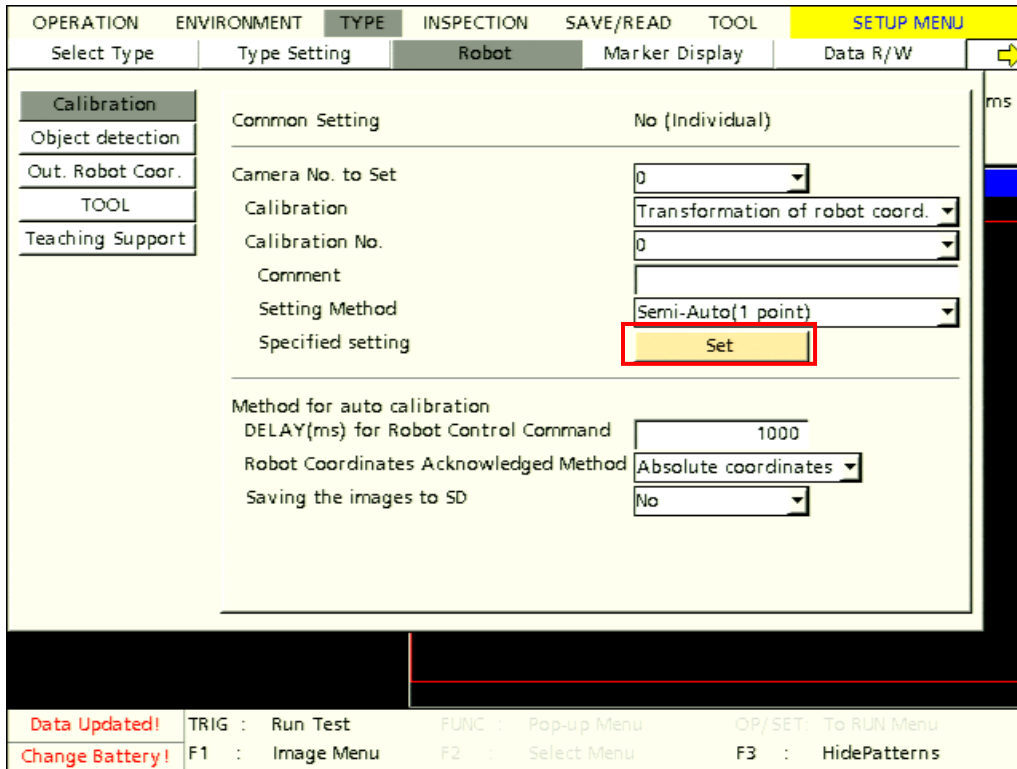 OPERATION ENVIRONMENT TYPE INSPECTION SAVE/READ TOOL SETUP MENU
Select Type Type Setting Robot Marker Display Data R/W
ms
Calibration
Object detection
Out. Robot Coor.
TOOL
Teaching Support
Common Setting No (Individual)
Camera No. to Set 0
Calibration Transformation of robot coord.
Calibration No. 0
Comment
Setting Method Semi-Auto(1 point)
Specified setting Set
Method for auto calibration
DELAY(ms) for Robot Control Command 1000
Robot Coordinates Acknowledged Method Absolute coordinates
Saving the images to SD No
Data Updated! TRIG : Run Test FUNC : Pop-up Menu OP/SET: To RUN Menu
Change Battery! F1 : Image Menu F2 : Select Menu F3 : HidePatterns